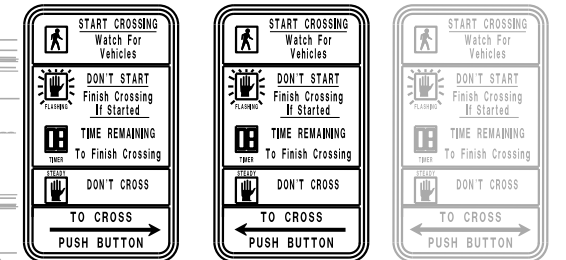 START CROSSING
Watch For
Vehicles
DON'T START
FLASHING
Finish Crossing
If Started
TIME REMAINING
TIMER
To Finish Crossing
STEADY
DON'T CROSS
TO CROSS
PUSH BUTTON
START CROSSING
Watch For
Vehicles
DON'T START
FLASHING
Finish Crossing
If Started
TIME REMAINING
TIMER
To Finish Crossing
STEADY
DON'T CROSS
TO CROSS
PUSH BUTTON
START CROSSING
Watch For
Vehicles
DON'T START
FLASHING
Finish Crossing
If Started
TIME REMAINING
TIMER
To Finish Crossing
STEADY
DON'T CROSS
TO CROSS
PUSH BUTTON